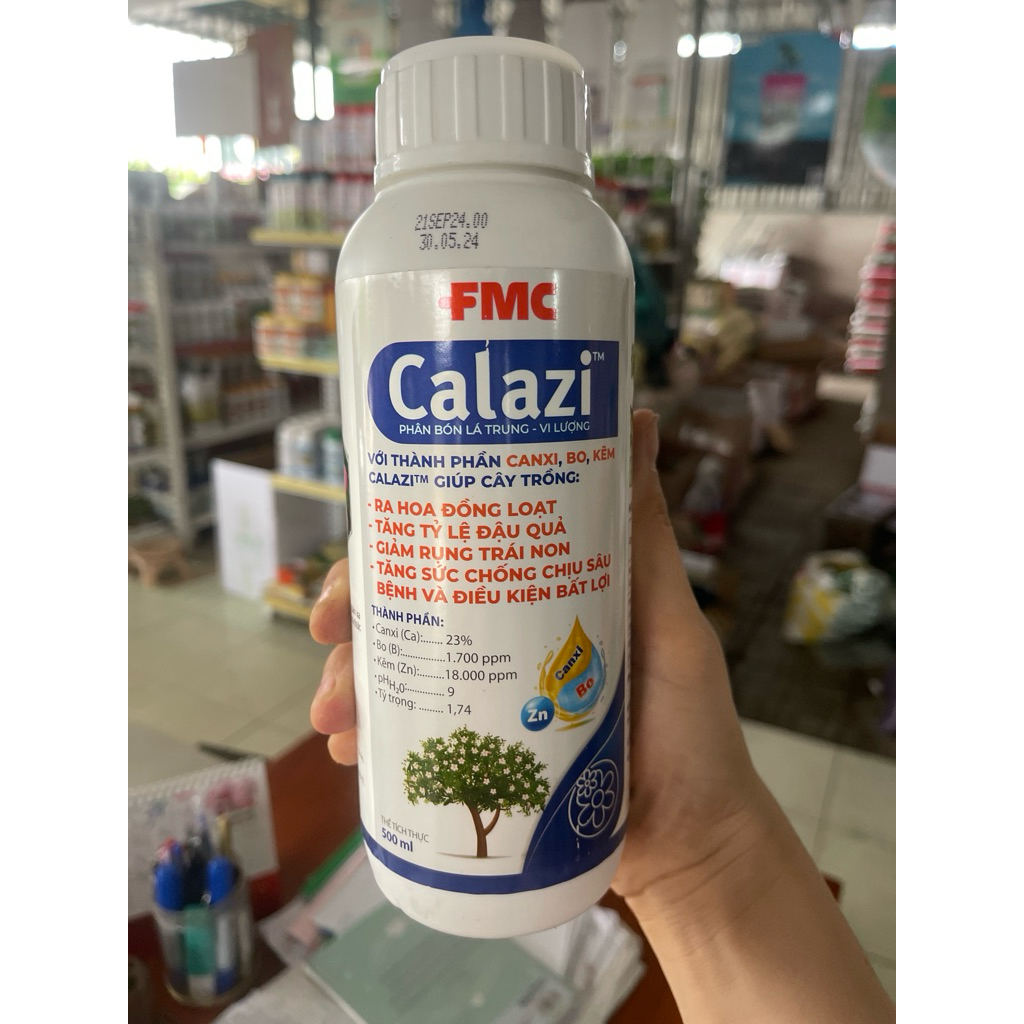 21SEP24.00
30.05.24
FMC
Calazi™
PHÂN BÓN LÁ TRUNG - VI LƯỢNG
VỚI THÀNH PHẦN CANXI, BO, KẼM
CALAZI™ GIÚP CÂY TRỒNG:
- RA HOA ĐỒNG LOẠT
- TĂNG TỶ LỆ ĐẬU QUẢ
- GIẢM RỤNG TRÁI NON
- TĂNG SỨC CHỐNG CHỊU SÂU
BỆNH VÀ ĐIỀU KIỆN BẤT LỢI
THÀNH PHẦN:
• Canxi (Ca):...... 23%
• Bo (B):...............1.700 ppm
• Kẽm (Zn):.........18.000 ppm
• pHH₂O:............. 9
• Tỷ trọng: ......... 1,74
Canxi
Bo
Zn
THỂ TÍCH THỰC
500 ml